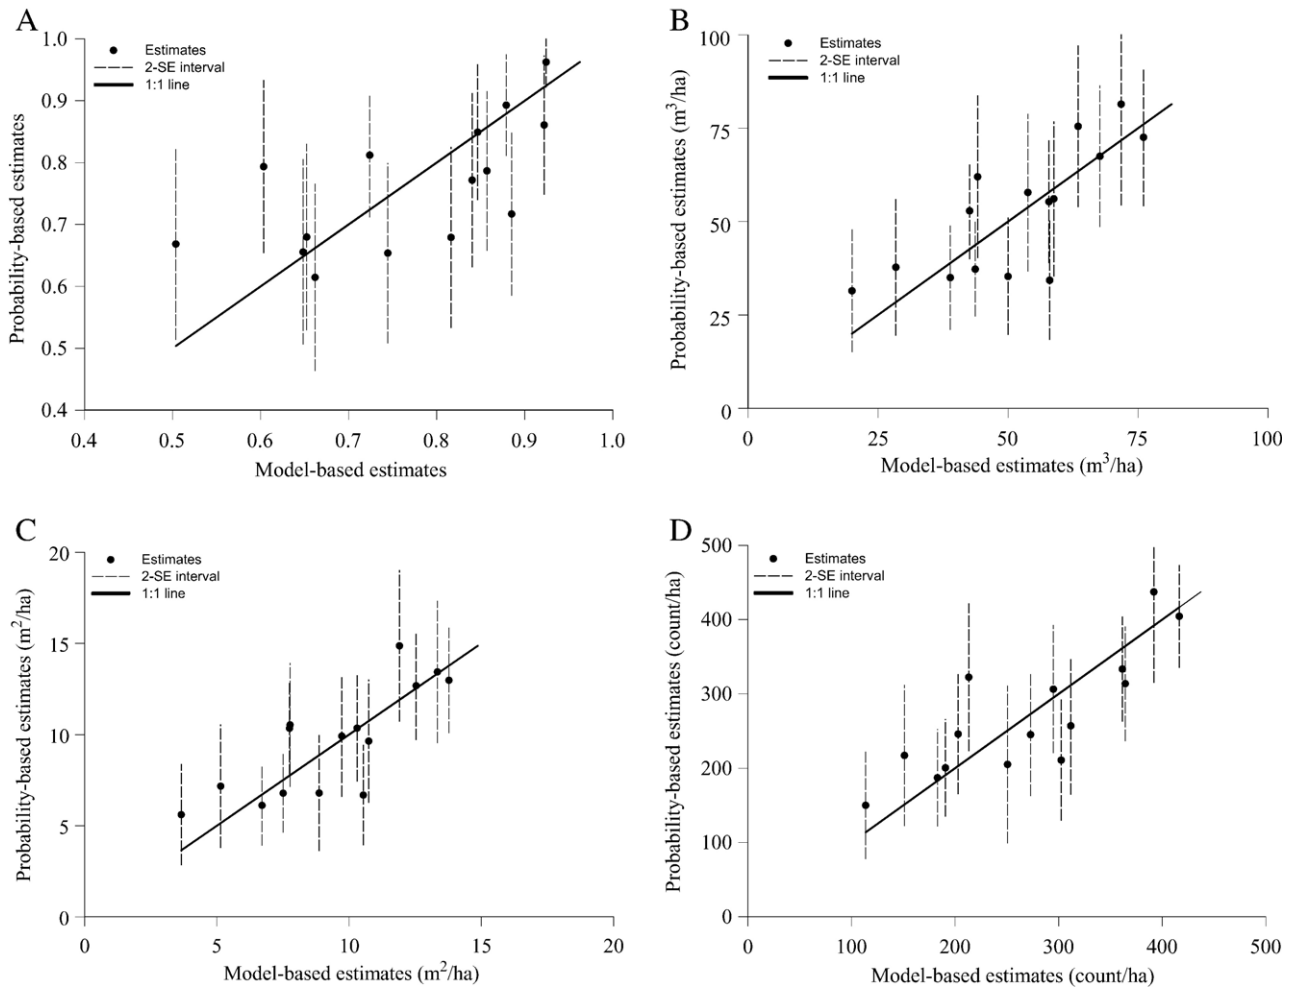 A
Probability-based estimates
1.0
0.9
0.8
0.7
0.6
0.5
0.4
Estimates
2-SE interval
1:1 line
0.4
0.5
0.6
0.7
0.8
0.9
1.0
Model-based estimates
B
Probability-based estimates (m³/ha)
100
75
50
25
0
Estimates
2-SE interval
1:1 line
0
25
50
75
100
Model-based estimates (m³/ha)
C
Probability-based estimates (m²/ha)
20
15
10
5
0
Estimates
2-SE interval
1:1 line
0
5
10
15
20
Model-based estimates (m²/ha)
D
Probability-based estimates (count/ha)
500
400
300
200
100
0
Estimates
2-SE interval
1:1 line
0
100
200
300
400
500
Model-based estimates (count/ha)